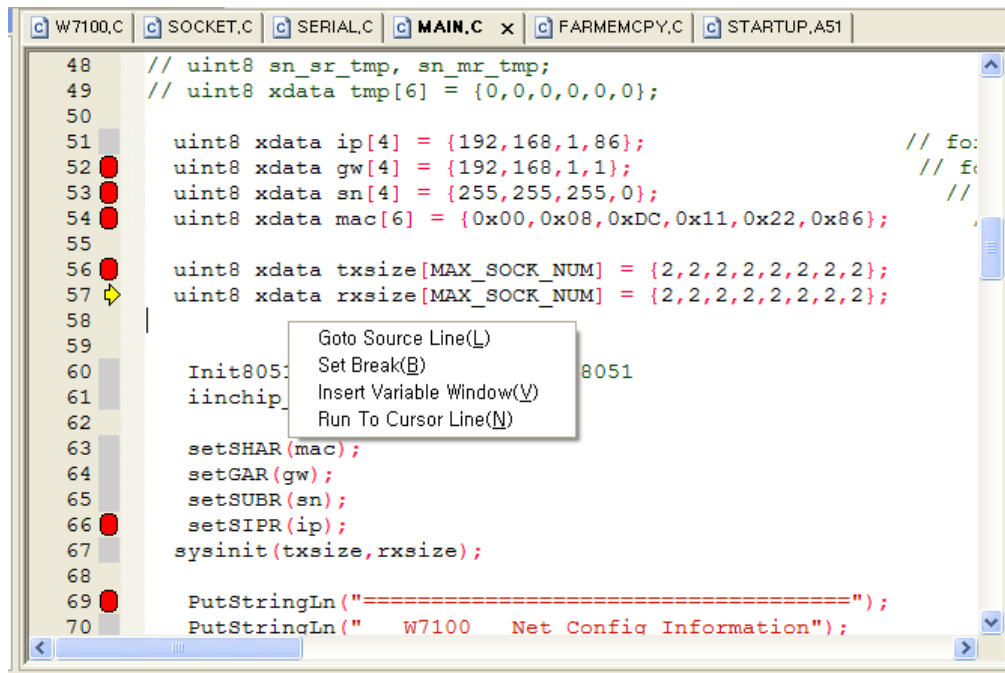 W7100,C SOCKET,C SERIAL,C MAIN,C x FARMEMCPY,C STARTUP,A51
48 // uint8 sn_sr_tmp, sn_mr_tmp;
49 // uint8 xdata tmp[6] = {0,0,0,0,0,0};
50
51 uint8 xdata ip[4] = {192,168,1,86}; //
52 uint8 xdata gw[4] = {192,168,1,1}; //
53 uint8 xdata sn[4] = {255,255,255,0}; //
54 uint8 xdata mac[6] = {0x00,0x08,0xDC,0x11,0x22,0x86};
55
56 uint8 xdata txsize[MAX_SOCK_NUM] = {2,2,2,2,2,2,2,2};
57 uint8 xdata rxsize[MAX_SOCK_NUM] = {2,2,2,2,2,2,2,2};
58
59
Goto Source Line(L)
Set Break(B)
Insert Variable Window(V)
Run To Cursor Line(N)
60 Init8051 8051
61 iinchip_
62
63 setSHAR(mac);
64 setGAR(gw);
65 setSUBR(sn);
66 setSIPR(ip);
67 sysinit(txsize,rxsize);
68
69 PutStringLn("====================================");
70 PutStringLn(" W7100 Net Config Information");